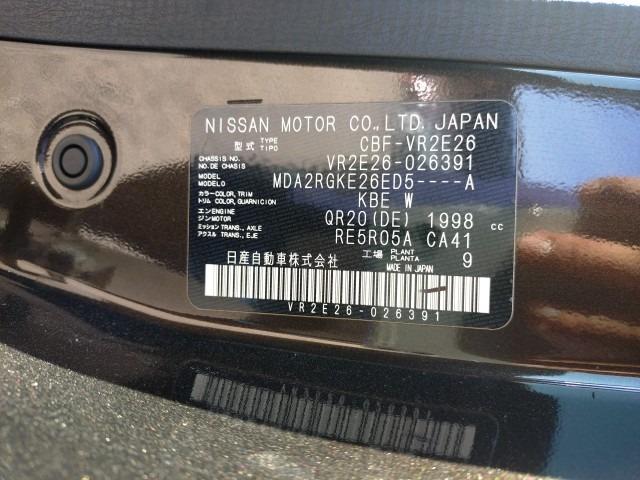 NISSAN MOTOR CO.,LTD. JAPAN
型式 TYPE TIPO CBF-VR2E26
CHASSIS NO. NO. DE CHASIS VR2E26-026391
MODEL MODELO MDA2RGKE26ED5----A
カラー COLOR, TRIM トリム COLOR, GUARNICION KBE W
エンジン ENGINE ジン MOTOR QR20(DE) 1998 cc
ミッション TRANS., AXLE アクスル TRANS., EJE RE5R05A CA41
日産自動車株式会社 工場 PLANT PLANTA 9
MADE IN JAPAN
VR2E26-026391